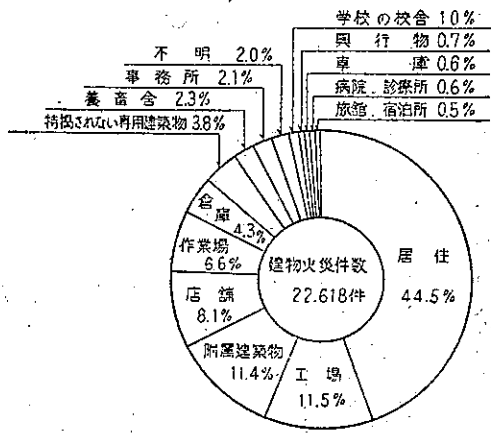 学校の校舎 1.0%
興行物 0.7%
車庫 0.6%
病院、診療所 0.6%
旅館、宿泊所 0.5%
不明 2.0%
事務所 2.1%
養畜舎 2.3%
特掲されない専用建築物 3.8%
倉庫
4.3%
作業場
6.6%
店舗
8.1%
附属建築物
11.4%
工場
11.5%
居住
44.5%
建物火災件数
22.618件